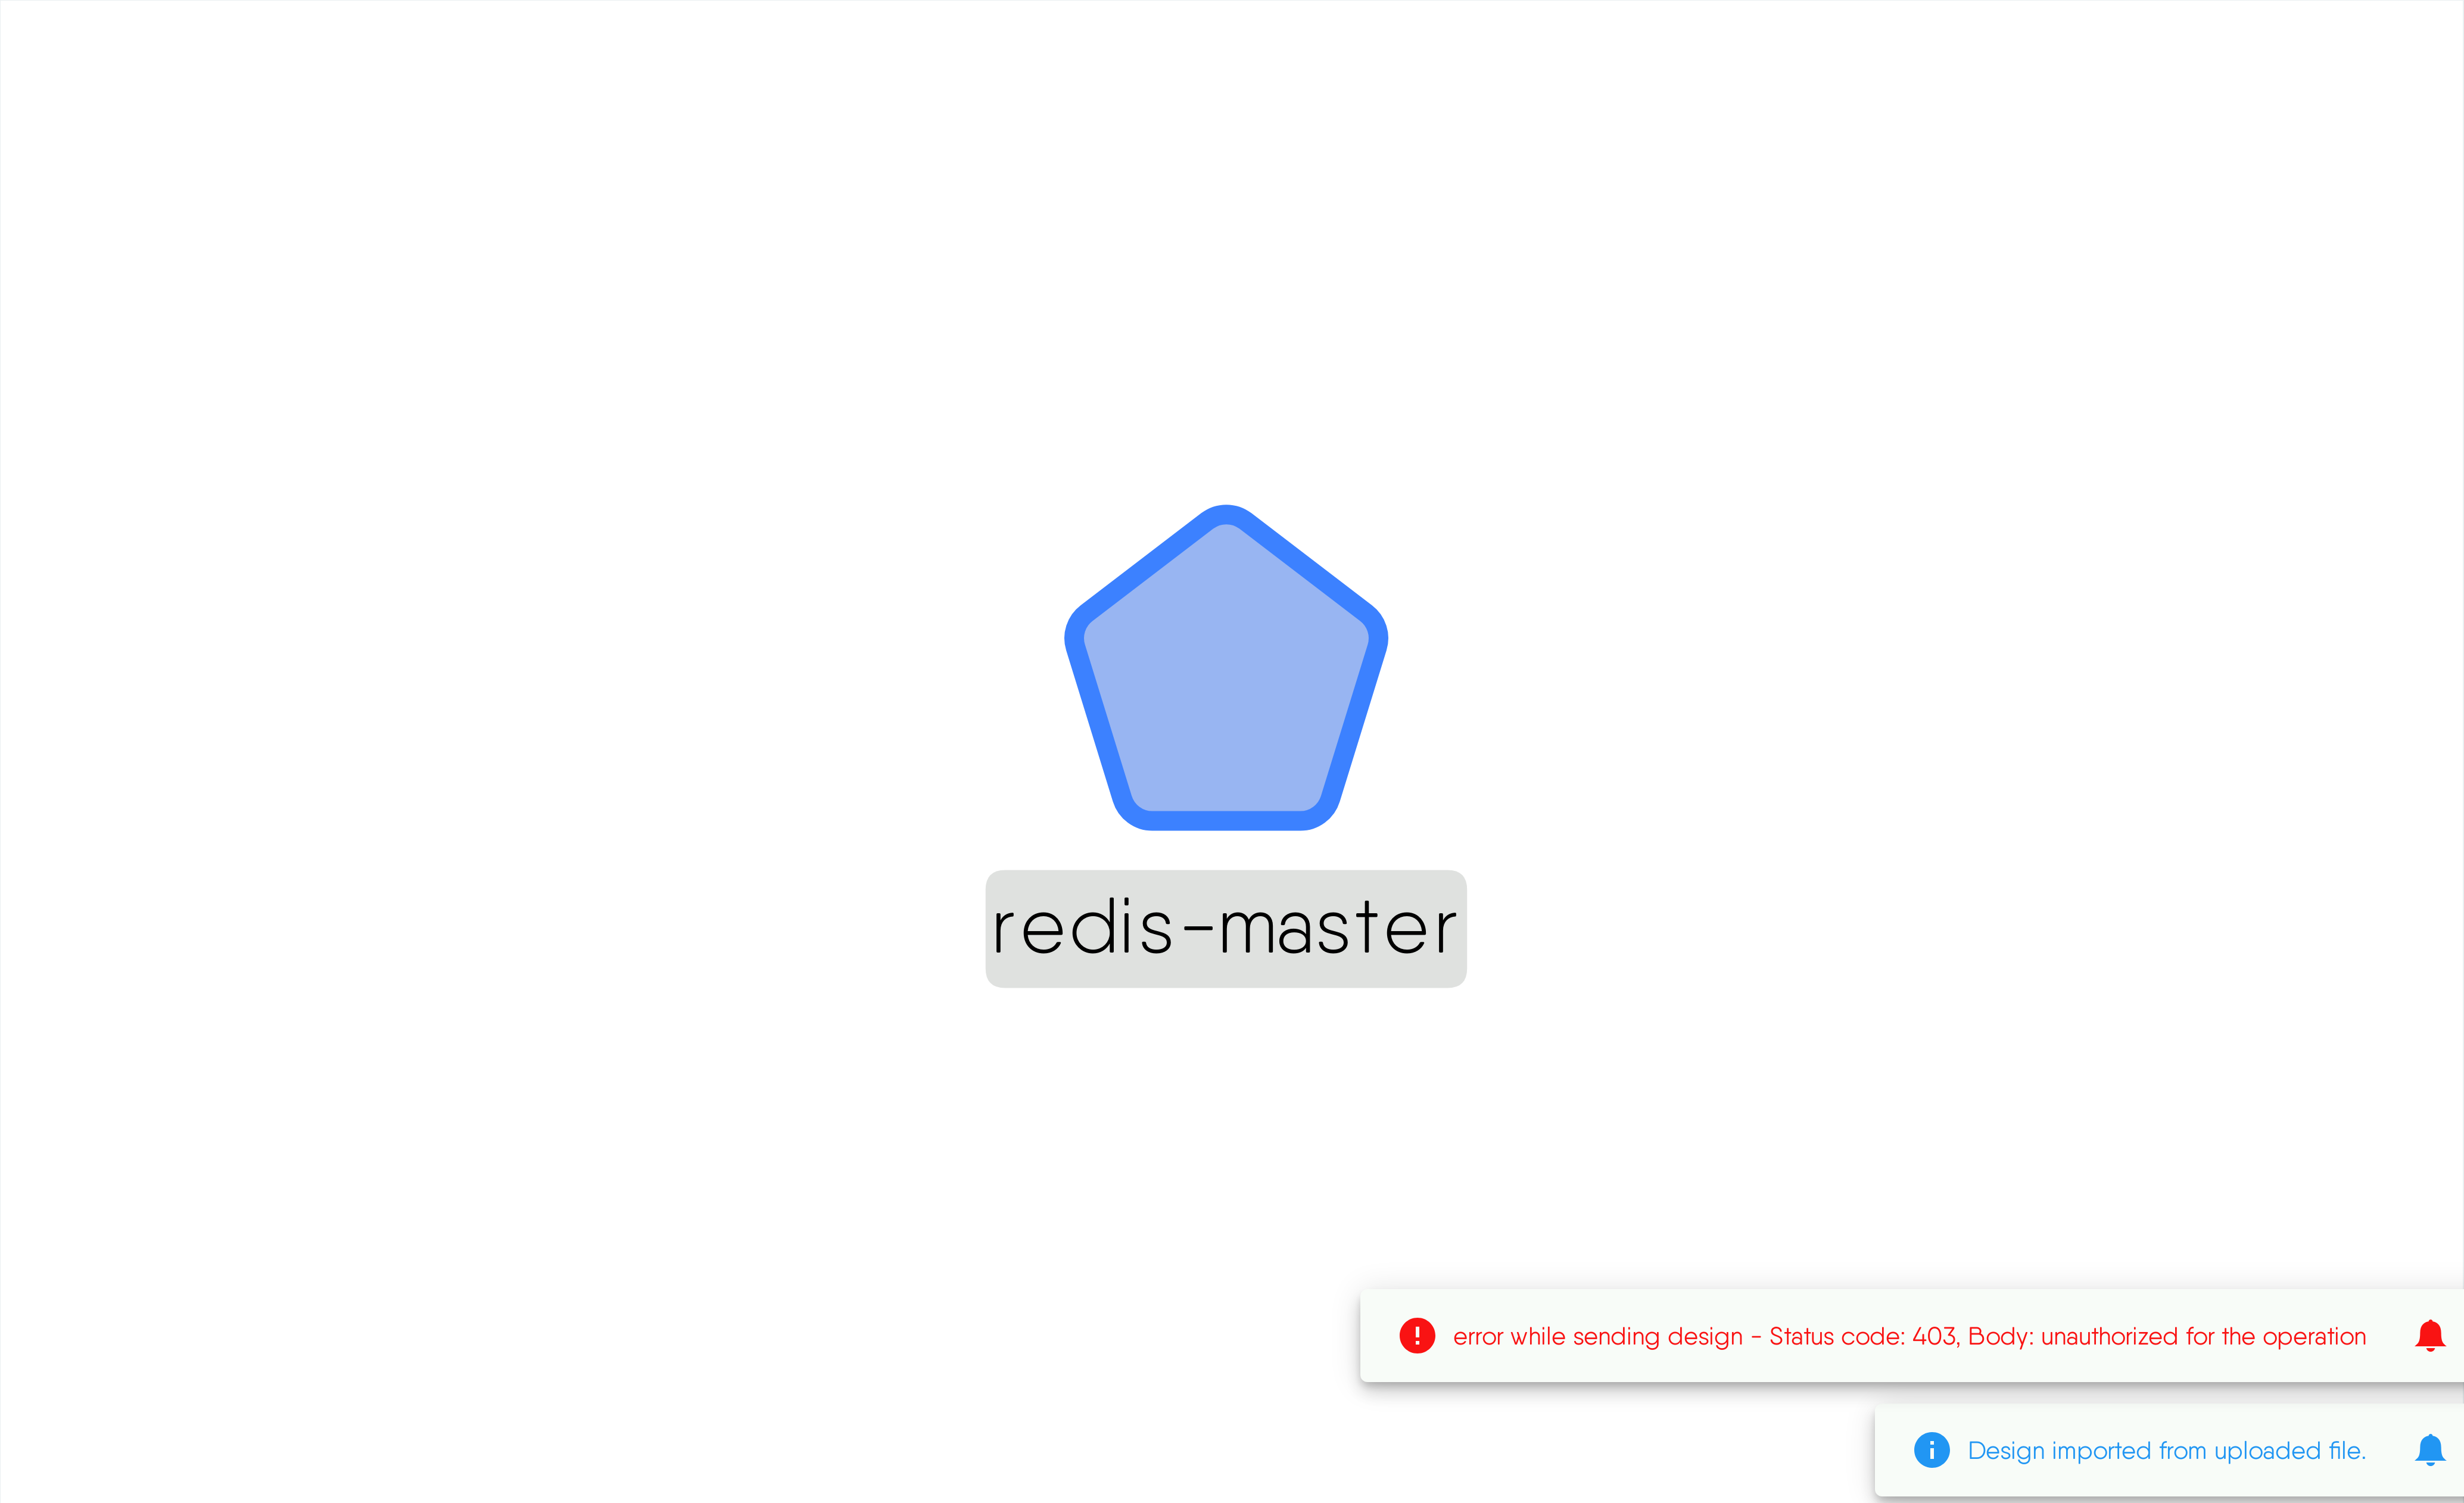 redis-master
error while sending design - Status code: 403, Body: unauthorized for the operation
Design imported from uploaded file.